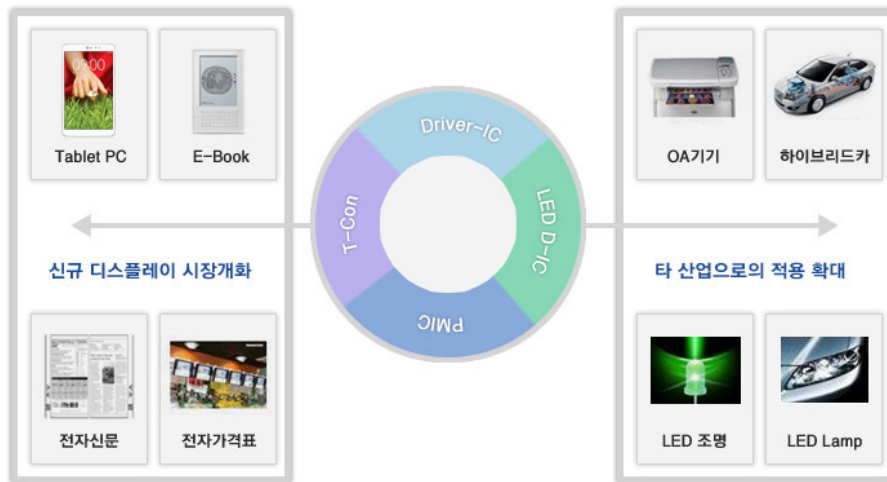 09:00
Tablet PC
E-Book
신규 디스플레이 시장개화
전자신문
전자가격표
Driver-IC
T-Con
LED D-IC
PMIC
OA기기
하이브리드카
타 산업으로의 적용 확대
LED 조명
LED Lamp